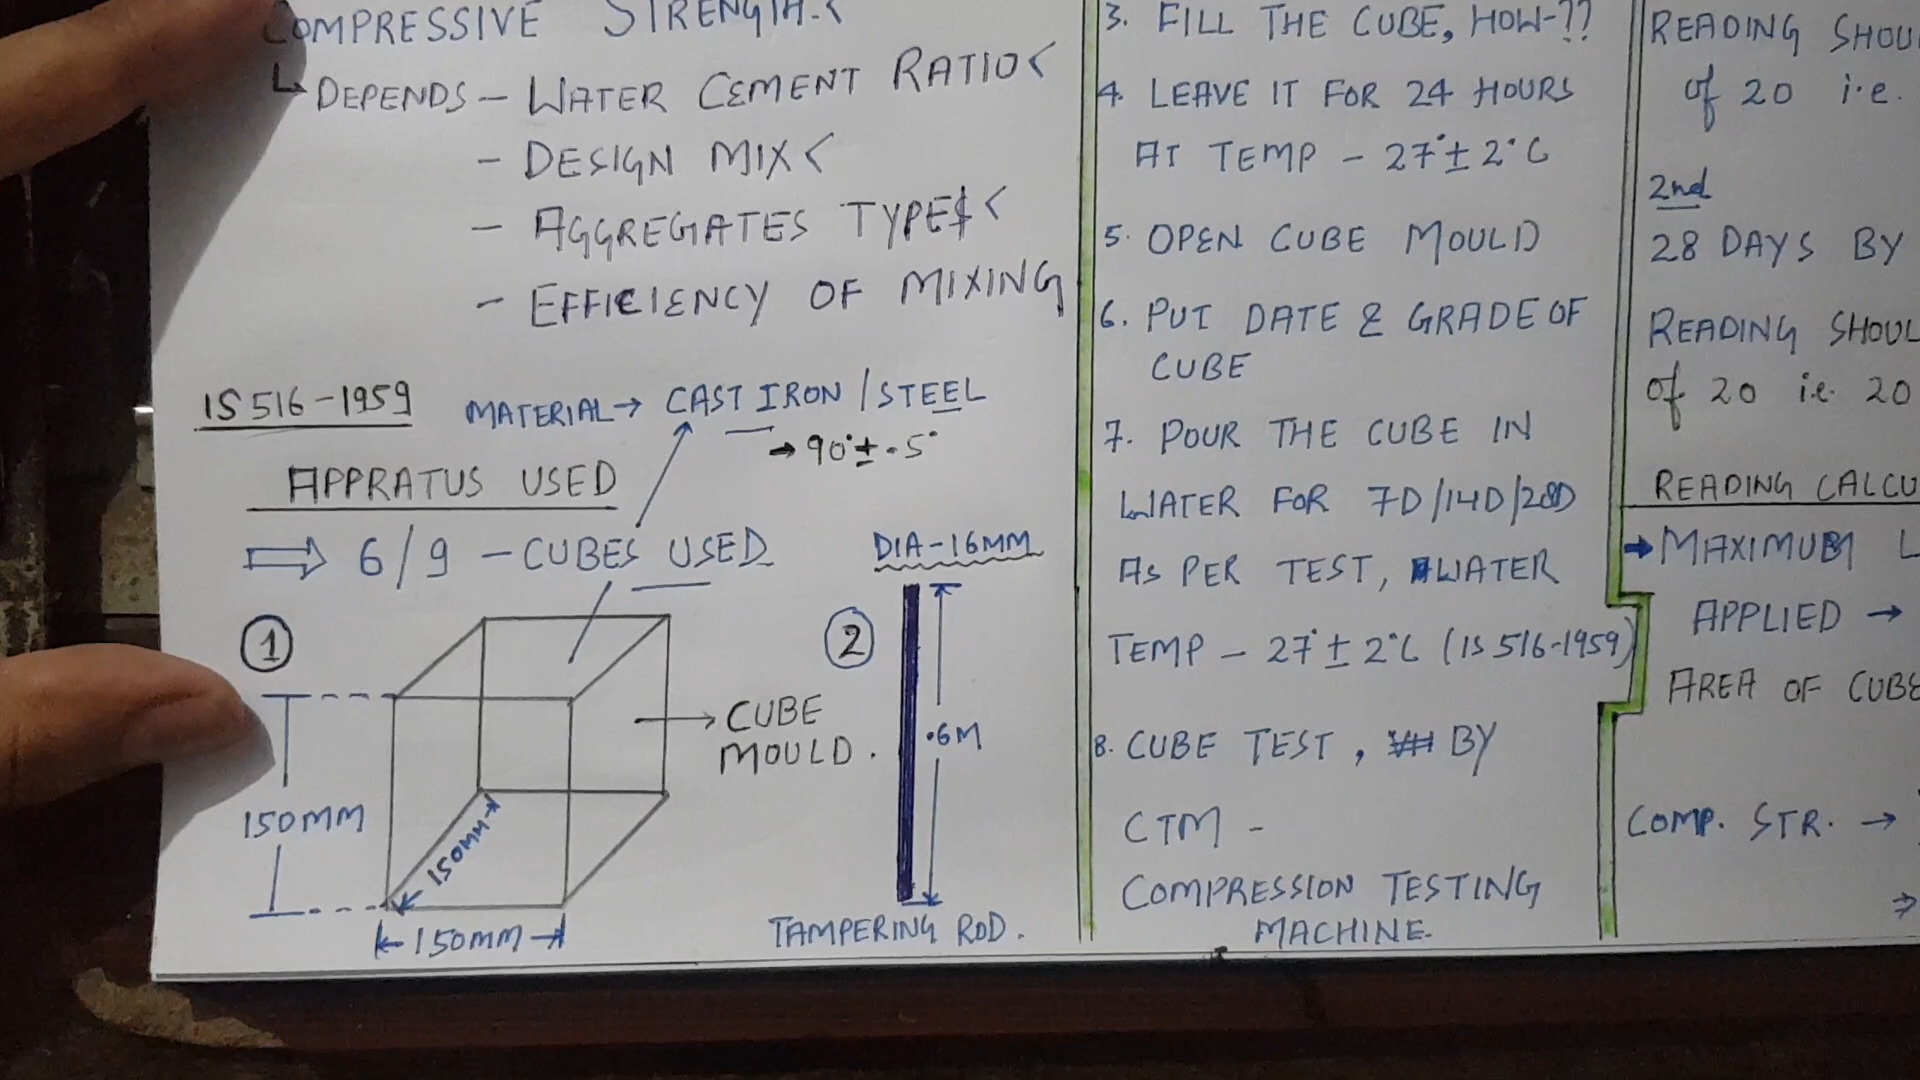 COMPRESSIVE STRENGTH.<
↳ DEPENDS - WATER CEMENT RATIO<
- DESIGN MIX<
- AGGREGATES TYPES<
- EFFICIENCY OF MIXING
IS 516-1959
MATERIAL → CAST IRON / STEEL
→ 90° ± .5°
APPRATUS USED
⇒ 6/9 - CUBES USED
1
150MM
150MM
150MM
CUBE
MOULD.
DIA-16MM
2
.6M
TAMPERING ROD.
3. FILL THE CUBE, HOW-??
4. LEAVE IT FOR 24 HOURS
AT TEMP - 27° ± 2°C
5. OPEN CUBE MOULD
6. PUT DATE & GRADE OF
CUBE
7. POUR THE CUBE IN
WATER FOR 7D/14D/28D
AS PER TEST, WATER
TEMP - 27° ± 2°C (IS 516-1959)
8. CUBE TEST, BY
CTM -
COMPRESSION TESTING
MACHINE.
READING SHOU
of 20 i.e.
2nd
28 DAYS BY
READING SHOUL
of 20 i.e. 20
READING CALCU
→ MAXIMUM L
APPLIED →
AREA OF CUBE
COMP. STR. →
⇒